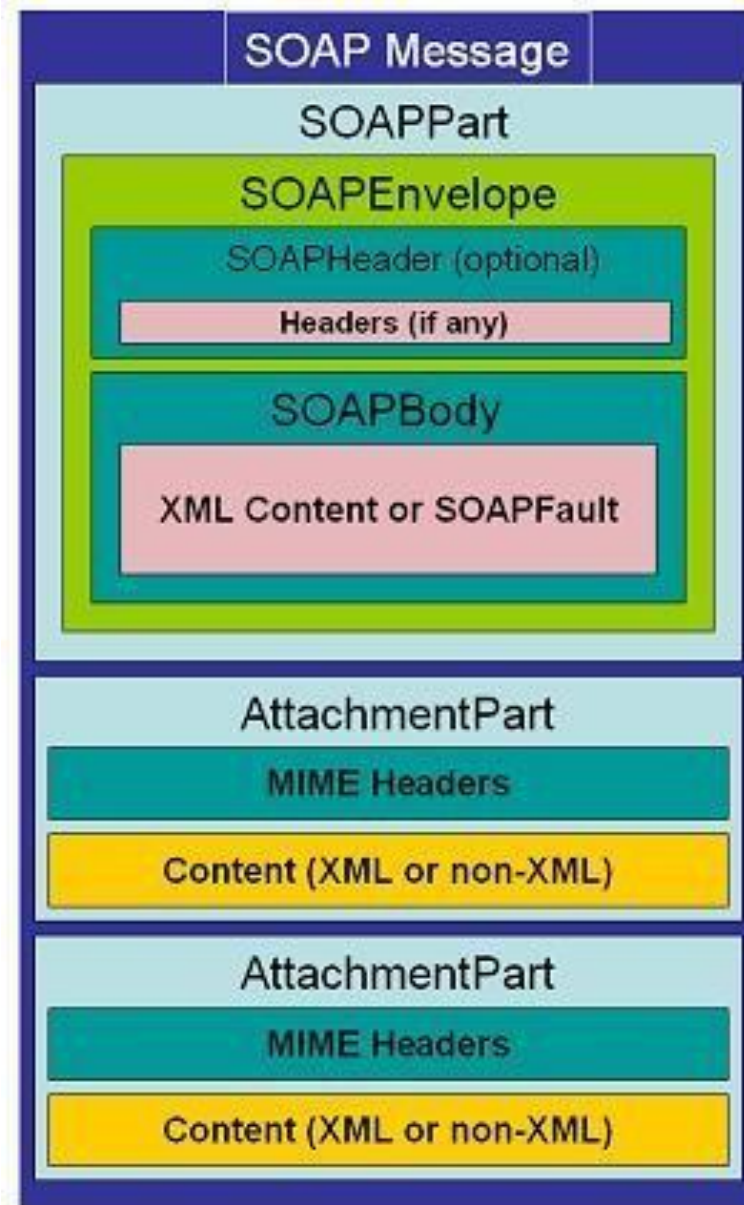 SOAP Message
SOAPPart
SOAPEnvelope
SOAPHeader (optional)
Headers (if any)
SOAPBody
XML Content or SOAPFault
AttachmentPart
MIME Headers
Content (XML or non-XML)
AttachmentPart
MIME Headers
Content (XML or non-XML)